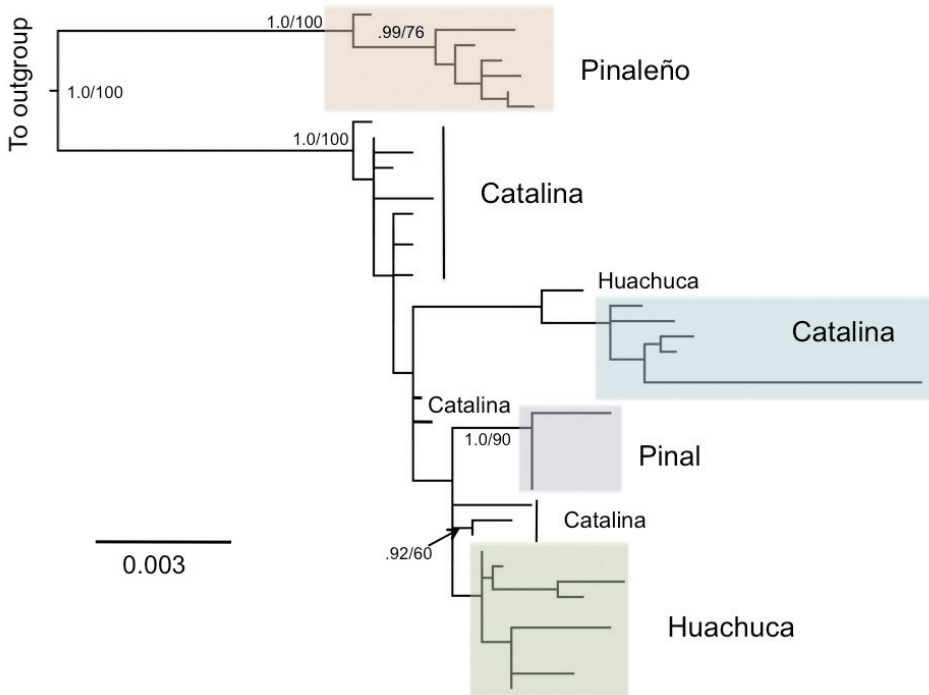 To outgroup
1.0/100
.99/76
Pinaleño
1.0/100
1.0/100
Catalina
Huachuca
Catalina
Catalina
1.0/90
Pinal
Catalina
.92/60
0.003
Huachuca